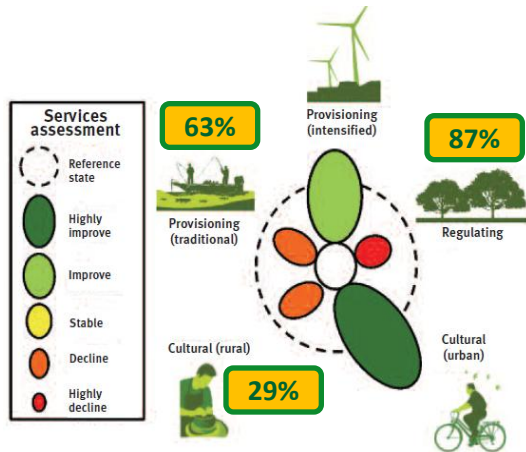 Services
assessment
Reference
state
Highly
improve
Improve
Stable
Decline
Highly
decline
Provisioning
(intensified)
63%
87%
Provisioning
(traditional)
Regulating
Cultural (rural)
29%
Cultural
(urban)